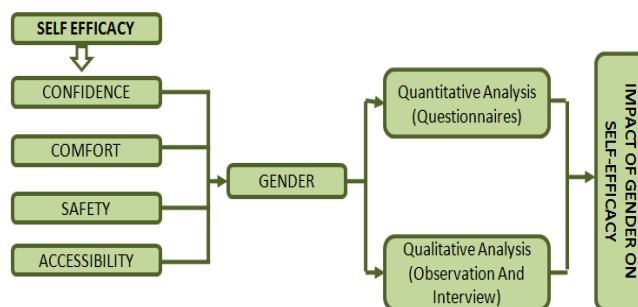 SELF EFFICACY
CONFIDENCE
COMFORT
SAFETY
ACCESSIBILITY
GENDER
Quantitative Analysis
(Questionnaires)
Qualitative Analysis
(Observation And
Interview)
IMPACT OF GENDER ON
SELF-EFFICACY